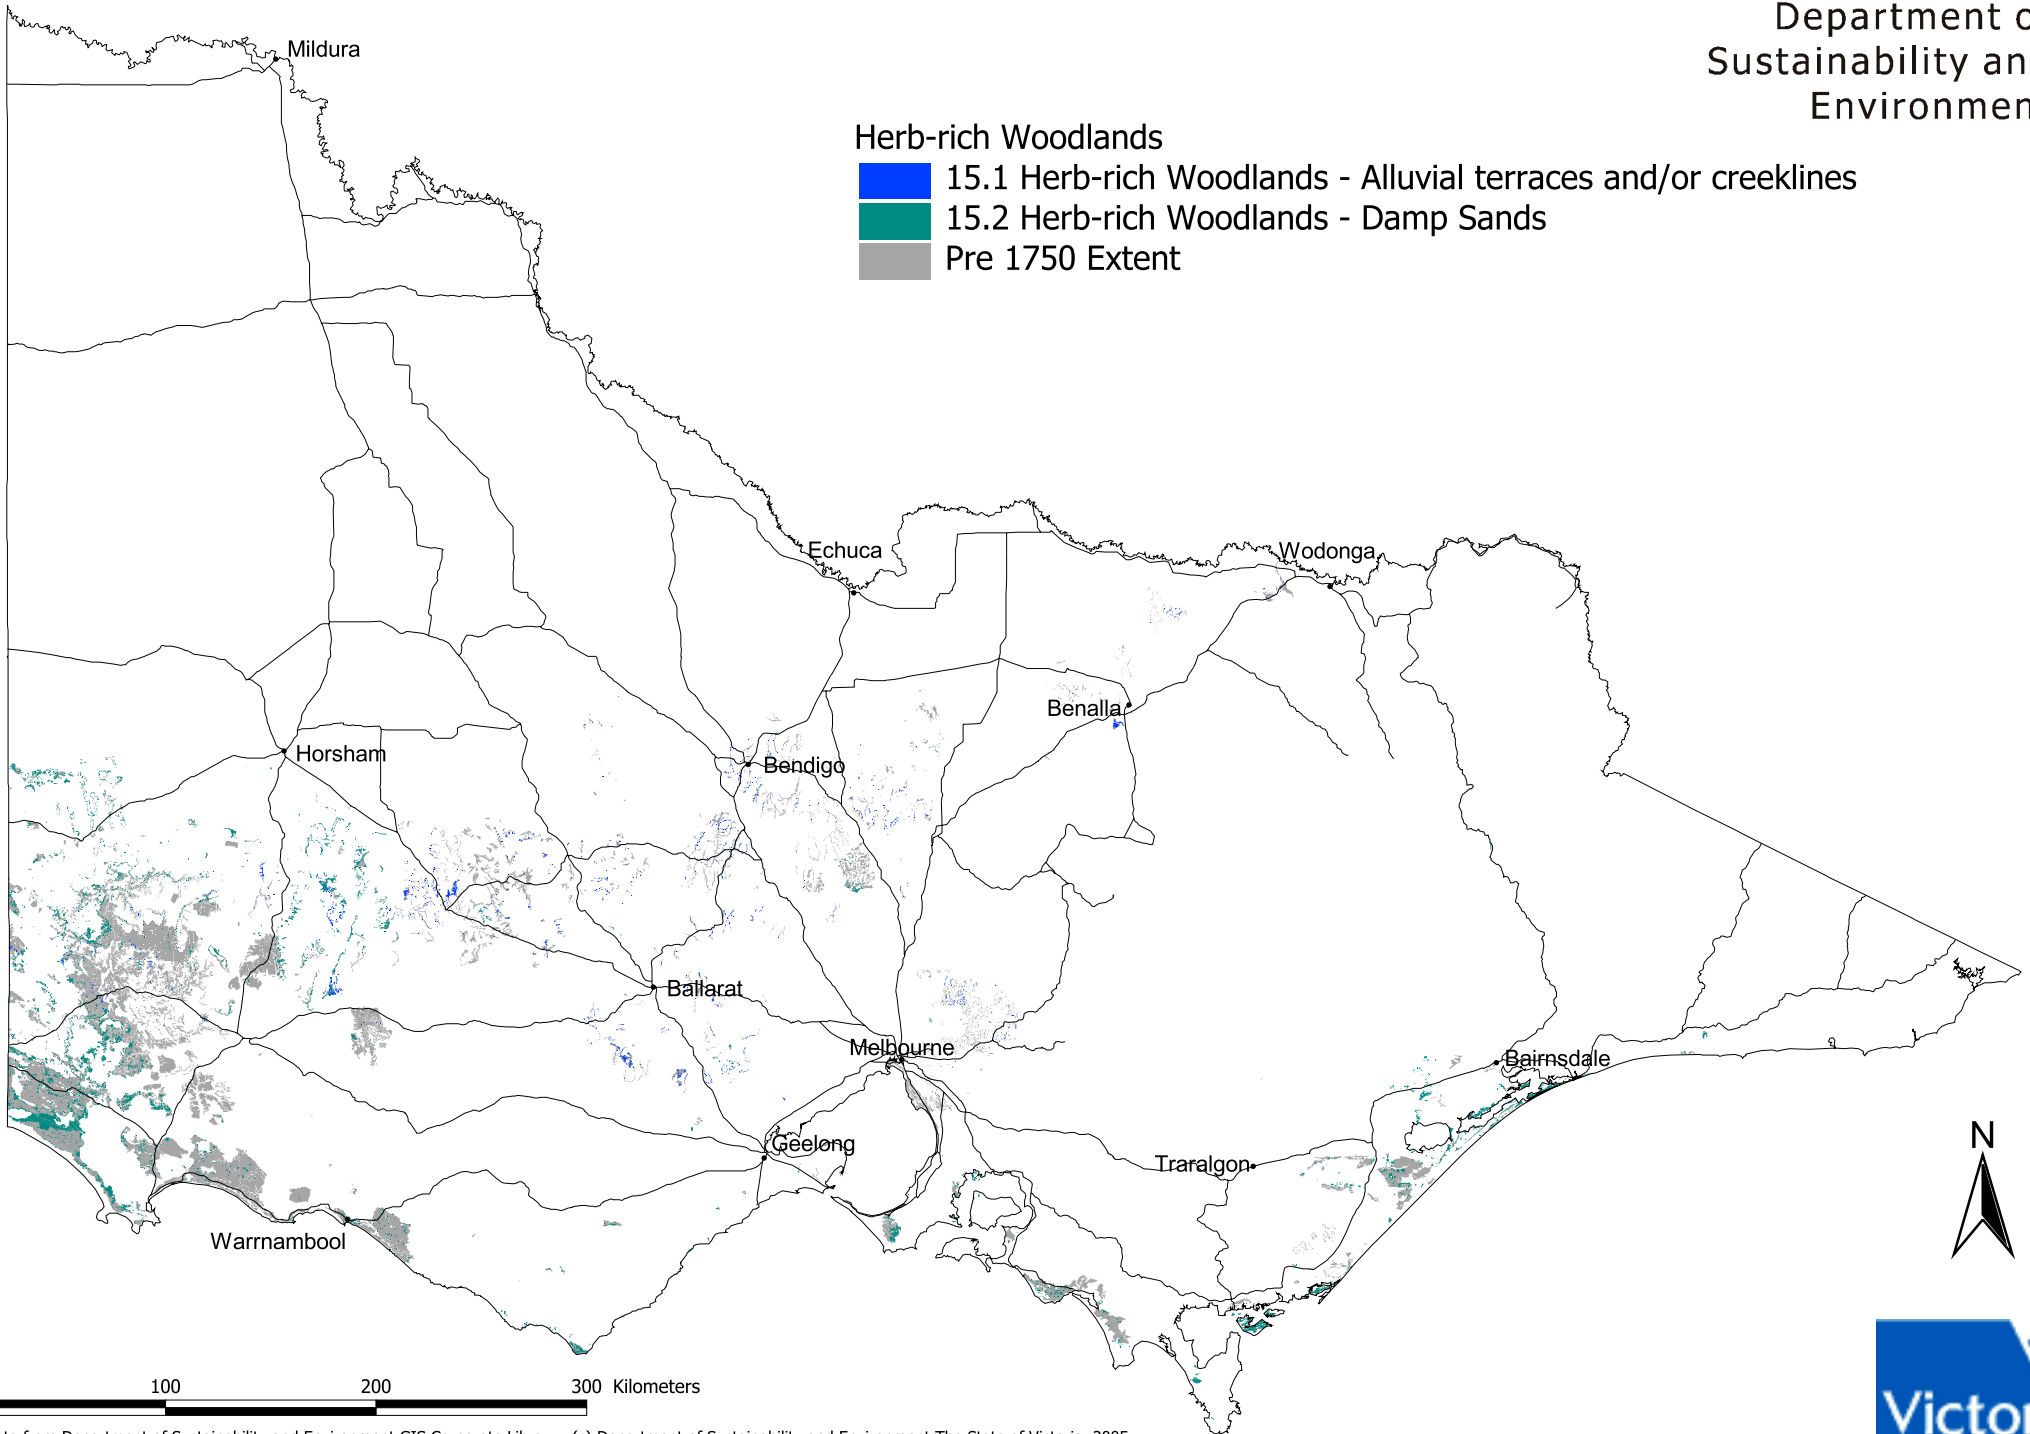 Department o
Sustainability an
Environmen
Mildura
Herb-rich Woodlands
15.1 Herb-rich Woodlands - Alluvial terraces and/or creeklines
15.2 Herb-rich Woodlands - Damp Sands
Pre 1750 Extent
Echuca
Wodonga
Benalla
Horsham
Bendigo
Ballarat
Melbourne
Bairnsdale
Geelong
Traralgon
N
Warrnambool
100 200 300 Kilometers
Victor